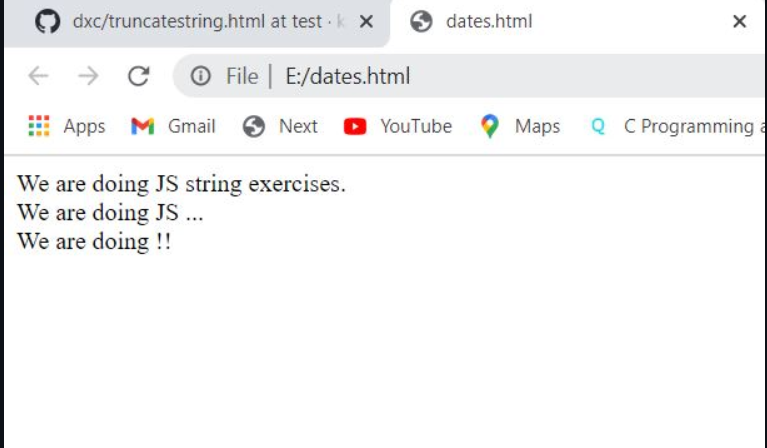 dxc/truncatestring.html at test ·
dates.html
File | E:/dates.html
Apps Gmail Next YouTube Maps C Programming a
We are doing JS string exercises.
We are doing JS ...
We are doing !!